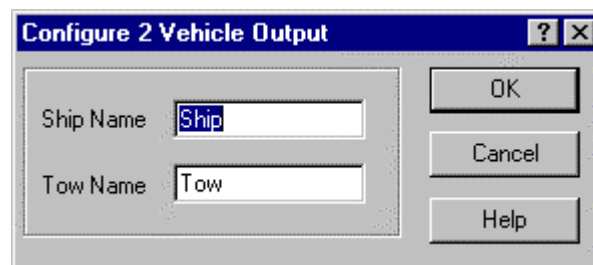 Configure 2 Vehicle Output
Ship Name Ship
Tow Name Tow
OK
Cancel
Help